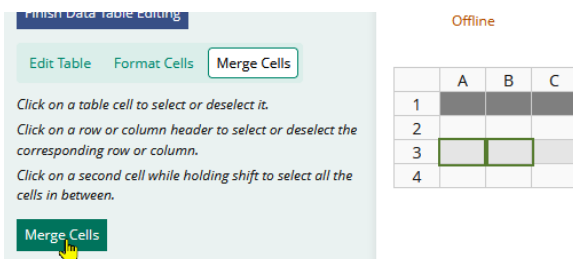 Finish Data Table Editing
Offline
Edit Table Format Cells Merge Cells
Click on a table cell to select or deselect it.
Click on a row or column header to select or deselect the
corresponding row or column.
Click on a second cell while holding shift to select all the
cells in between.
Merge Cells
A B C
1
2
3
4